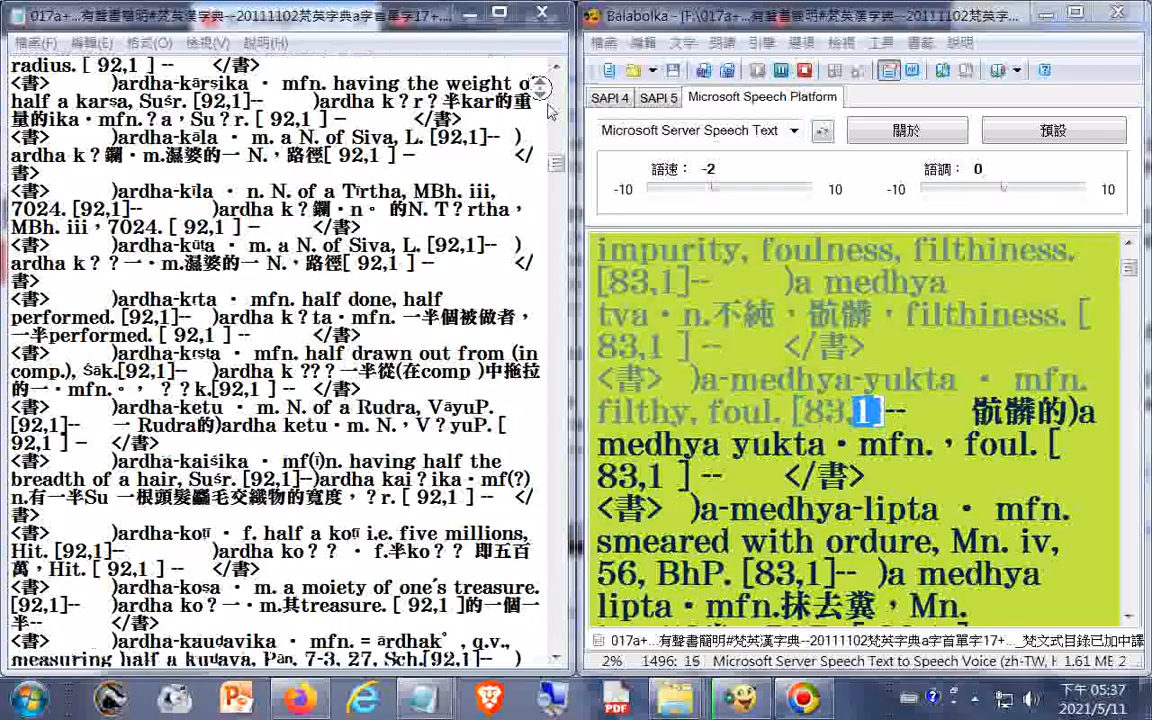 017a+...有聲書簡明#梵英漢字典--20111102梵英字典a字首單字17+...
檔案(F) 編輯(E) 格式(O) 檢視(V) 說明(H)
radius. [ 92,1 ] –      </書>
<書>      )ardha-kārṣika • mfn. having the weight o
half a karṣa, Suśr. [92,1]--      )ardha k？r？半kar的重
量的ika•mfn.？a，Su？r. [ 92,1 ] –      </書>
<書>      )ardha-kāla • m. a N. of Siva, L. [92,1]--   )
ardha k？鑭•m.濕婆的一 N.，路徑[ 92,1 ] –      </
書>
<書>      )ardha-kīla • n. N. of a Tīrtha, MBh. iii,
7024. [92,1]--      )ardha k？鑭•n。 的N. T？rtha，
MBh. iii，7024. [ 92,1 ] –      </書>
<書>      )ardha-kūṭa • m. a N. of Siva, L. [92,1]--   )
ardha k？？一•m.濕婆的一 N.，路徑[ 92,1 ] –      </
書>
<書>      )ardha-kṛta • mfn. half done, half
performed. [92,1]--      )ardha k？ta•mfn. 一半個被做者，
一半performed. [ 92,1 ] –      </書>
<書>      )ardha-kṛṣṭa • mfn. half drawn out from (in
comp.), Śāk.[92,1]--      )ardha k ???一半從(在comp )中拖拉
的一•mfn.。， ？？k.[92,1 ] –      </書>
<書>      )ardha-ketu • m. N. of a Rudra, VāyuP.
[92,1]--      一 Rudra的)ardha ketu•m. N.，V？yuP. [
92,1 ] –      </書>
<書>      )ardha-kaiśika • mf(ī)n. having half the
breadth of a hair, Suśr. [92,1]--)ardha kai？ika•mf(?)
n.有一半Su 一根頭髮毛交織物的寬度，？r. [ 92,1 ] –   </
書>
<書>      )ardha-koṭī • f. half a koṭi i.e. five millions,
Hit. [92,1]--      )ardha ko？？ • f.半ko？？ 即五百
萬，Hit. [ 92,1 ] –      </書>
<書>      )ardha-kośa • m. a moiety of one's treasure.
[92,1]--      )ardha ko？一•m.其treasure. [ 92,1 ]的一個一
半--      </書>
<書>      )ardha-kauḍavika • mfn. = ārdhak° , q.v.,
measuring half a kuḍava, Pāṇ. 7-3, 27, Sch.[92,1]--   )
Balabolka - [F:\017a+...有聲書簡明#梵英漢字典--20111102梵英字...
檔案 編輯 文字 朗讀 引擎 選項 檢視 工具 書籤 說明
SAPI 4 SAPI 5 Microsoft Speech Platform
Microsoft Server Speech Text 關於 預設
語速： -2 語調： 0
-10 10 -10 10
impurity, foulness, filthiness.
[83,1]--      )a medhya
tva•n.不純，骯髒，filthiness. [
83,1 ] –      </書>
<書>   )a-medhya-yukta • mfn.
filthy, foul. [83,1]--      骯髒的)a
medhya yukta•mfn.，foul. [
83,1 ] --      </書>
<書>   )a-medhya-lipta • mfn.
smeared with ordure, Mn. iv,
56, BhP. [83,1]--   )a medhya
lipta•mfn.抹去糞，Mn.
017a+...有聲書簡明#梵英漢字典--20111102梵英字典a字首單字17+..._梵文式目錄已加中譯
2% 1496: 15 Microsoft Server Speech Text to Speech Voice (zh-TW, H 1.61 MB 2
PDF
下午 05:37
2021/5/11